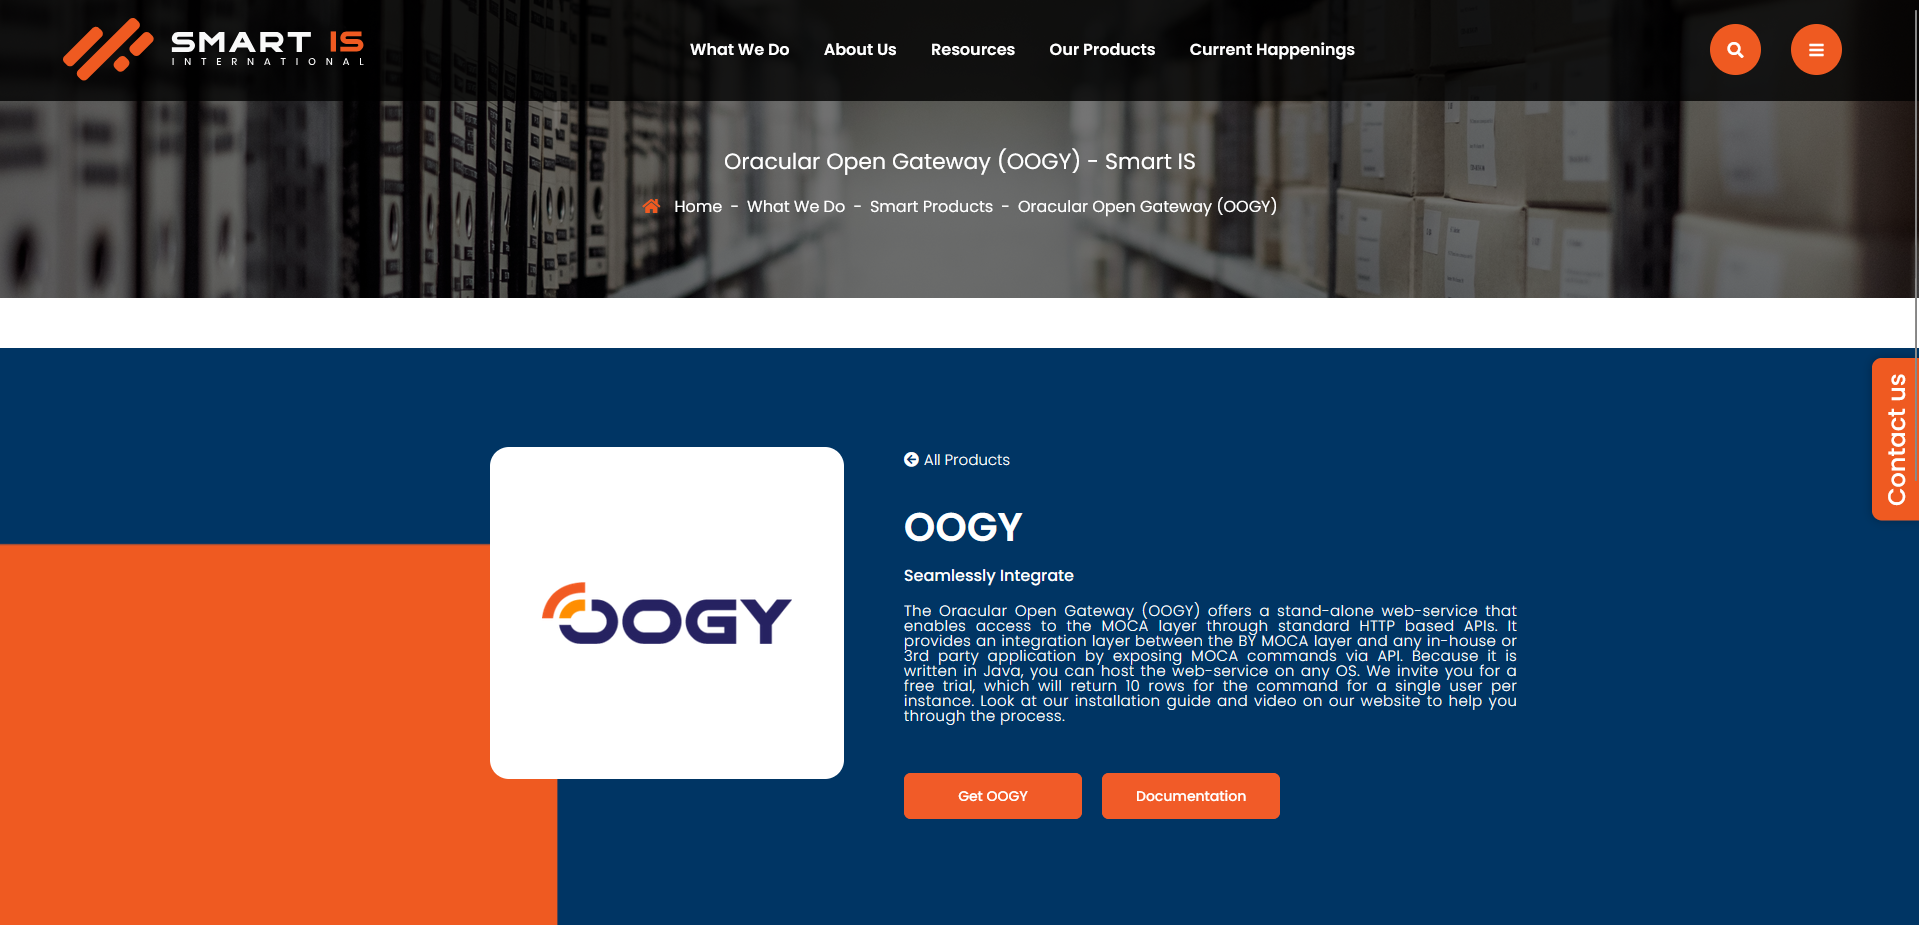 SMART IS
INTERNATIONAL
What We Do
About Us
Resources
Our Products
Current Happenings
Oracular Open Gateway (OOGY) - Smart IS
Home - What We Do - Smart Products - Oracular Open Gateway (OOGY)
Contact us
OOGY
All Products
OOGY
Seamlessly Integrate
The Oracular Open Gateway (OOGY) offers a stand-alone web-service that
enables access to the MOCA layer through standard HTTP based APIs. It
provides an integration layer between the BY MOCA layer and any in-house or
3rd party application by exposing MOCA commands via API. Because it is
written in Java, you can host the web-service on any OS. We invite you for a
free trial, which will return 10 rows for the command for a single user per
instance. Look at our installation guide and video on our website to help you
through the process.
Get OOGY
Documentation